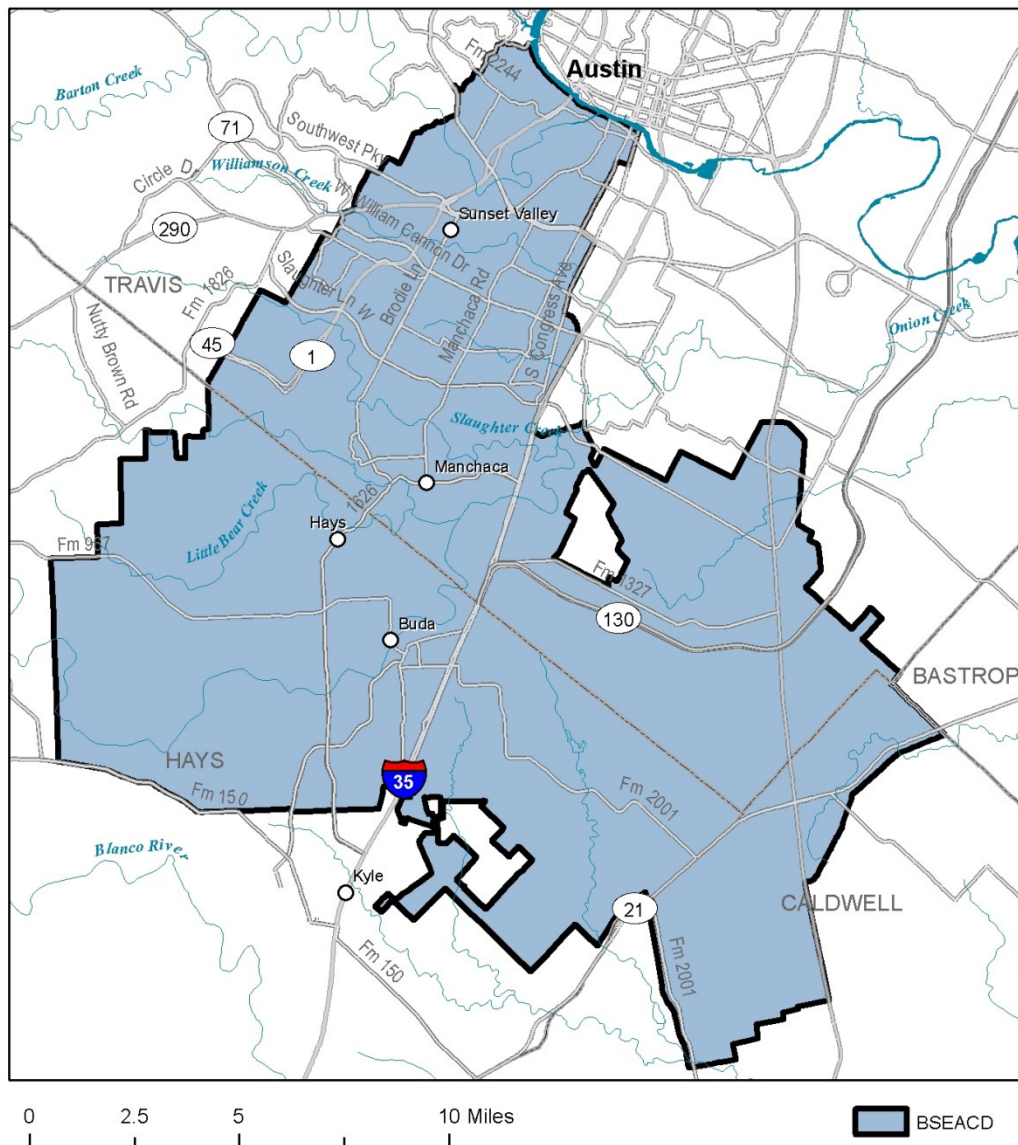 Fm 2244
Austin
Barton Creek
71
Southwest Pkwy
Williamson Creek
Circle Dr
W William Cannon Dr
Sunset Valley
290
TRAVIS
Fm 1826
Slaughter Ln W
Brodie Ln
Manchaca Rd
S Congress Ave
Onion Creek
Nutty Brown Rd
45
1
Slaughter Creek
Manchaca
1626
Hays
Little Bear Creek
Fm 967
Fm 1327
130
Buda
BASTROP
HAYS
35
Fm 150
Fm 2001
Blanco River
Kyle
CALDWELL
21
Fm 150
Fm 2001
0 2.5 5 10 Miles
BSEACD